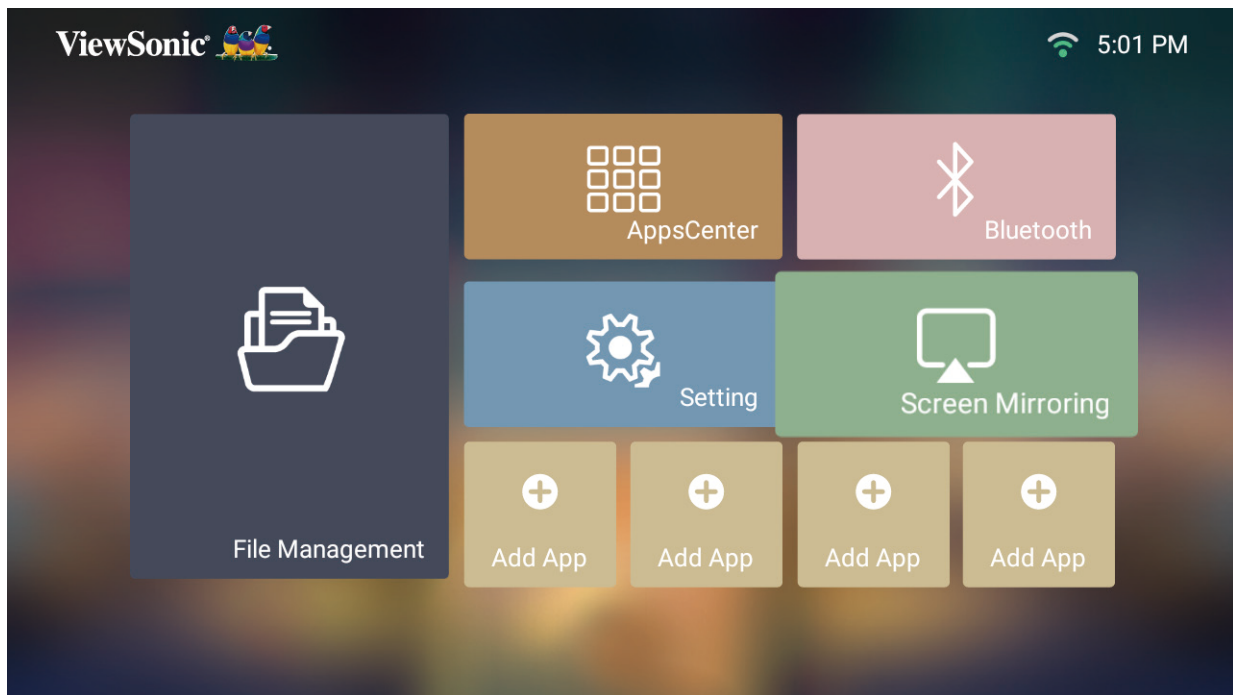 ViewSonic®
5:01 PM
AppsCenter
Bluetooth
Setting
Screen Mirroring
File Management
Add App
Add App
Add App
Add App